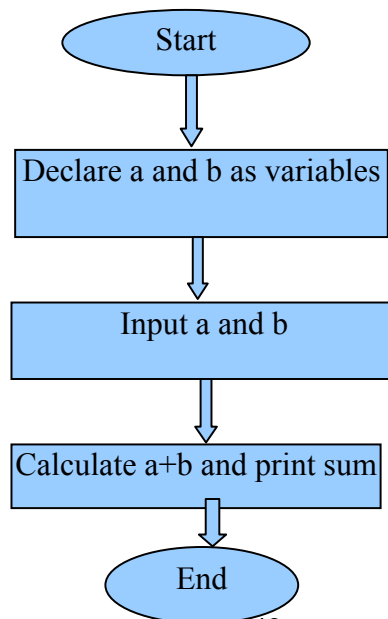 Start
Declare a and b as variables
Input a and b
Calculate a+b and print sum
End